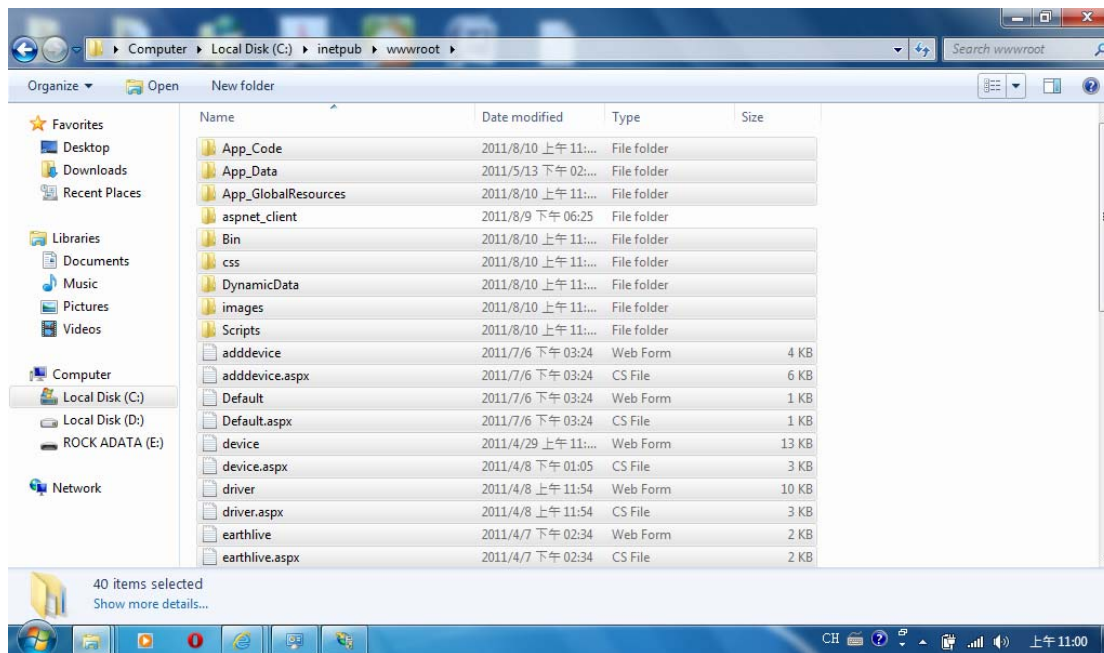 Computer ▸ Local Disk (C:) ▸ inetpub ▸ wwwroot ▸
Search wwwroot
Organize ▾ Open New folder
Name Date modified Type Size
Favorites
Desktop
Downloads
Recent Places
Libraries
Documents
Music
Pictures
Videos
Computer
Local Disk (C:)
Local Disk (D:)
ROCK ADATA (E:)
Network
App_Code 2011/8/10 上午 11:... File folder
App_Data 2011/5/13 下午 02:... File folder
App_GlobalResources 2011/8/10 上午 11:... File folder
aspnet_client 2011/8/9 下午 06:25 File folder
Bin 2011/8/10 上午 11:... File folder
css 2011/8/10 上午 11:... File folder
DynamicData 2011/8/10 上午 11:... File folder
images 2011/8/10 上午 11:... File folder
Scripts 2011/8/10 上午 11:... File folder
adddevice 2011/7/6 下午 03:24 Web Form 4 KB
adddevice.aspx 2011/7/6 下午 03:24 CS File 6 KB
Default 2011/7/6 下午 03:24 Web Form 1 KB
Default.aspx 2011/7/6 下午 03:24 CS File 1 KB
device 2011/4/29 上午 11:... Web Form 13 KB
device.aspx 2011/4/8 下午 01:05 CS File 3 KB
driver 2011/4/8 上午 11:54 Web Form 10 KB
driver.aspx 2011/4/8 上午 11:54 CS File 3 KB
earthlive 2011/4/7 下午 02:34 Web Form 2 KB
earthlive.aspx 2011/4/7 下午 02:34 CS File 2 KB
40 items selected
Show more details...
CH 上午 11:00